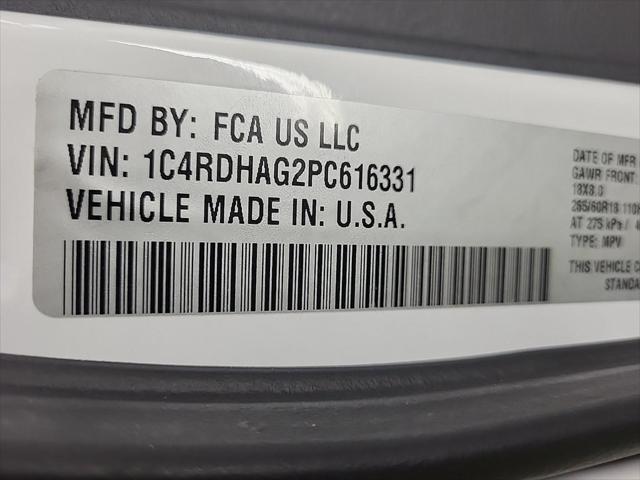 MFD BY: FCA US LLC
VIN: 1C4RDHAG2PC616331
VEHICLE MADE IN: U.S.A.
DATE OF MFR
GAWR FRONT:
18X8.0
265/60R18 110H
AT 275 kPa /
TYPE: MPV
THIS VEHICLE C
STANDA